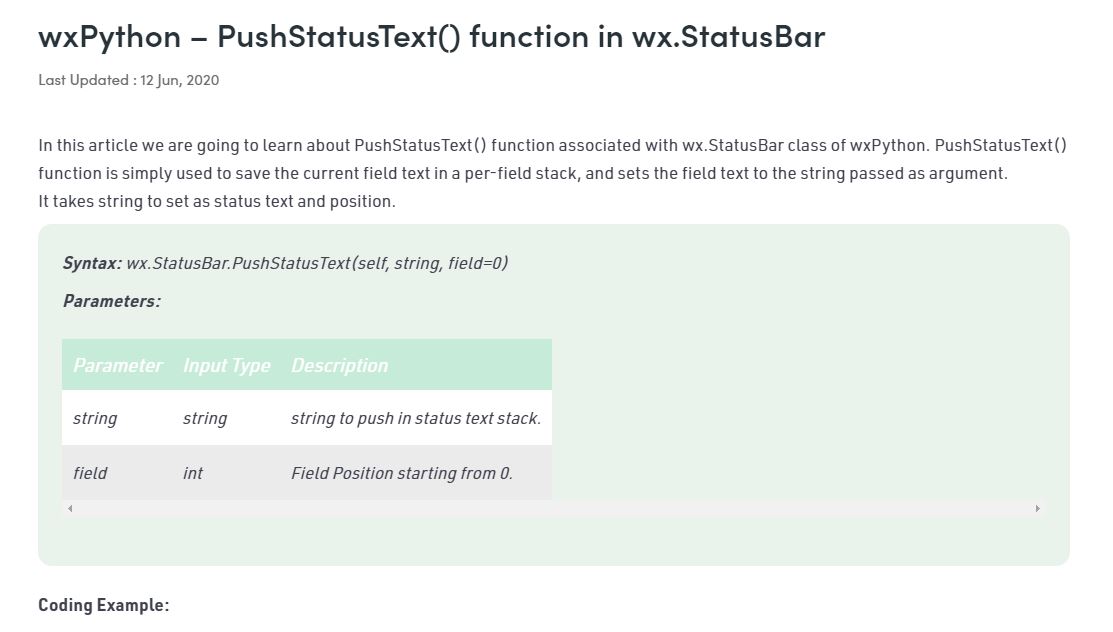 wxPython – PushStatusText() function in wx.StatusBar
Last Updated : 12 Jun, 2020
In this article we are going to learn about PushStatusText() function associated with wx.StatusBar class of wxPython. PushStatusText()
function is simply used to save the current field text in a per-field stack, and sets the field text to the string passed as argument.
It takes string to set as status text and position.
Syntax: wx.StatusBar.PushStatusText(self, string, field=0)
Parameters:
Parameter Input Type Description
string string string to push in status text stack.
field int Field Position starting from 0.
Coding Example: